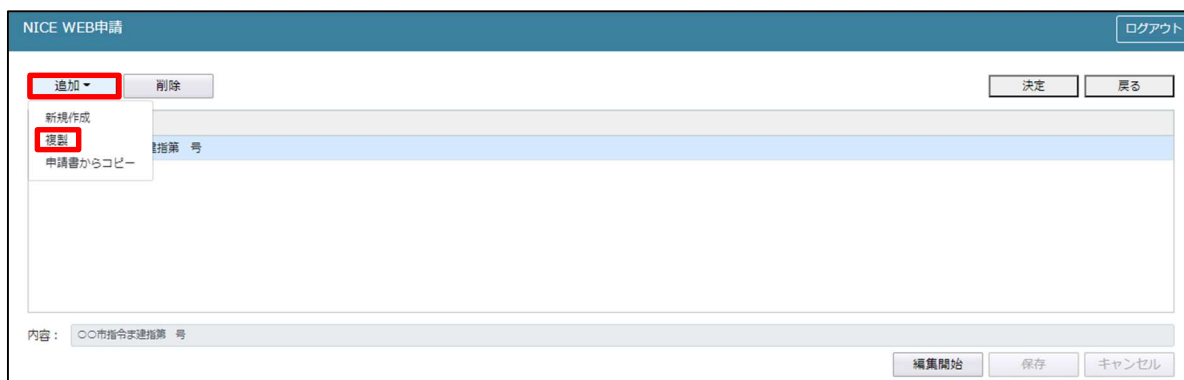 NICE WEB申請 ログアウト
追加 削除 決定 戻る
新規作成
複製
建指第 号
申請書からコピー
内容: 〇〇市指令ま建指第 号
編集開始 保存 キャンセル